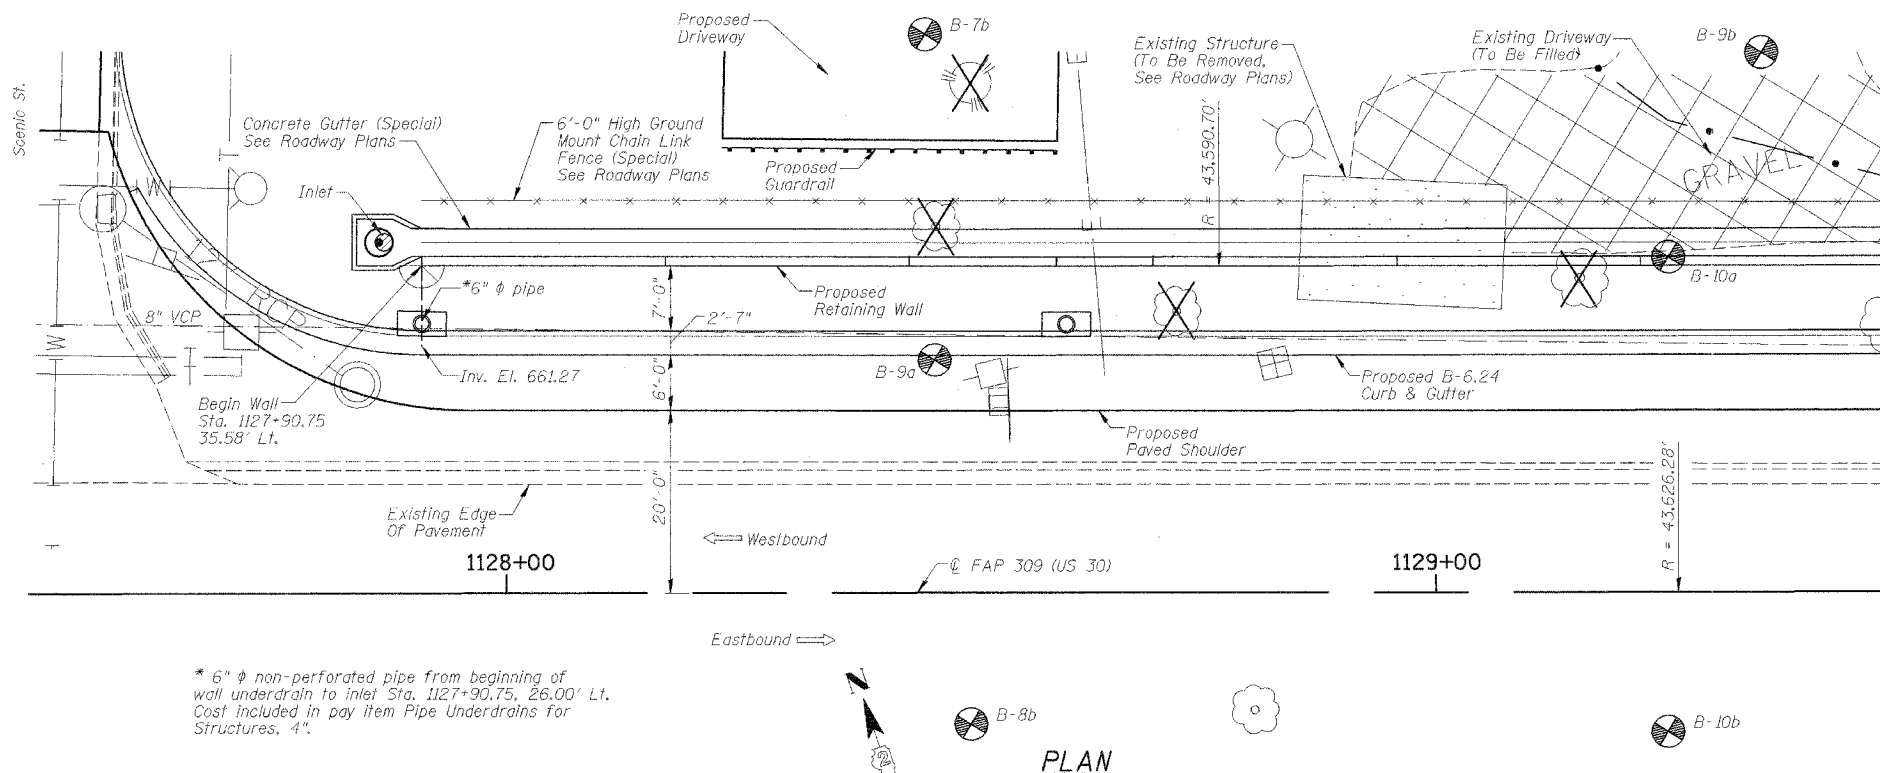 Proposed
Driveway
B-7b
Existing Structure
(To Be Removed,
See Roadway Plans)
Existing Driveway
(To Be Filled)
B-9b
Scenic St.
Concrete Gutter (Special)
See Roadway Plans
6'-0" High Ground
Mount Chain Link
Fence (Special)
See Roadway Plans
Proposed
Guardrail
R = 43,590.70'
GRAVEL
Inlet
W
T
E
E
*6" ϕ pipe
7'-0"
Proposed
Retaining Wall
B-10a
8" VCP
RCP
2'-7"
W
Inv. El. 661.27
6'-0"
B-9a
Proposed B-6.24
Curb & Gutter
Begin Wall
Sta. 1127+90.75
35.58' Lt.
Proposed
Paved Shoulder
20'-0"
R = 43,626.28'
Existing Edge
Of Pavement
Westbound
1128+00
℄ FAP 309 (US 30)
1129+00
Eastbound
* 6" ϕ non-perforated pipe from beginning of
wall underdrain to inlet Sta. 1127+90.75, 26.00' Lt.
Cost included in pay item Pipe Underdrains for
Structures, 4".
N
2
B-8b
B-10b
PLAN